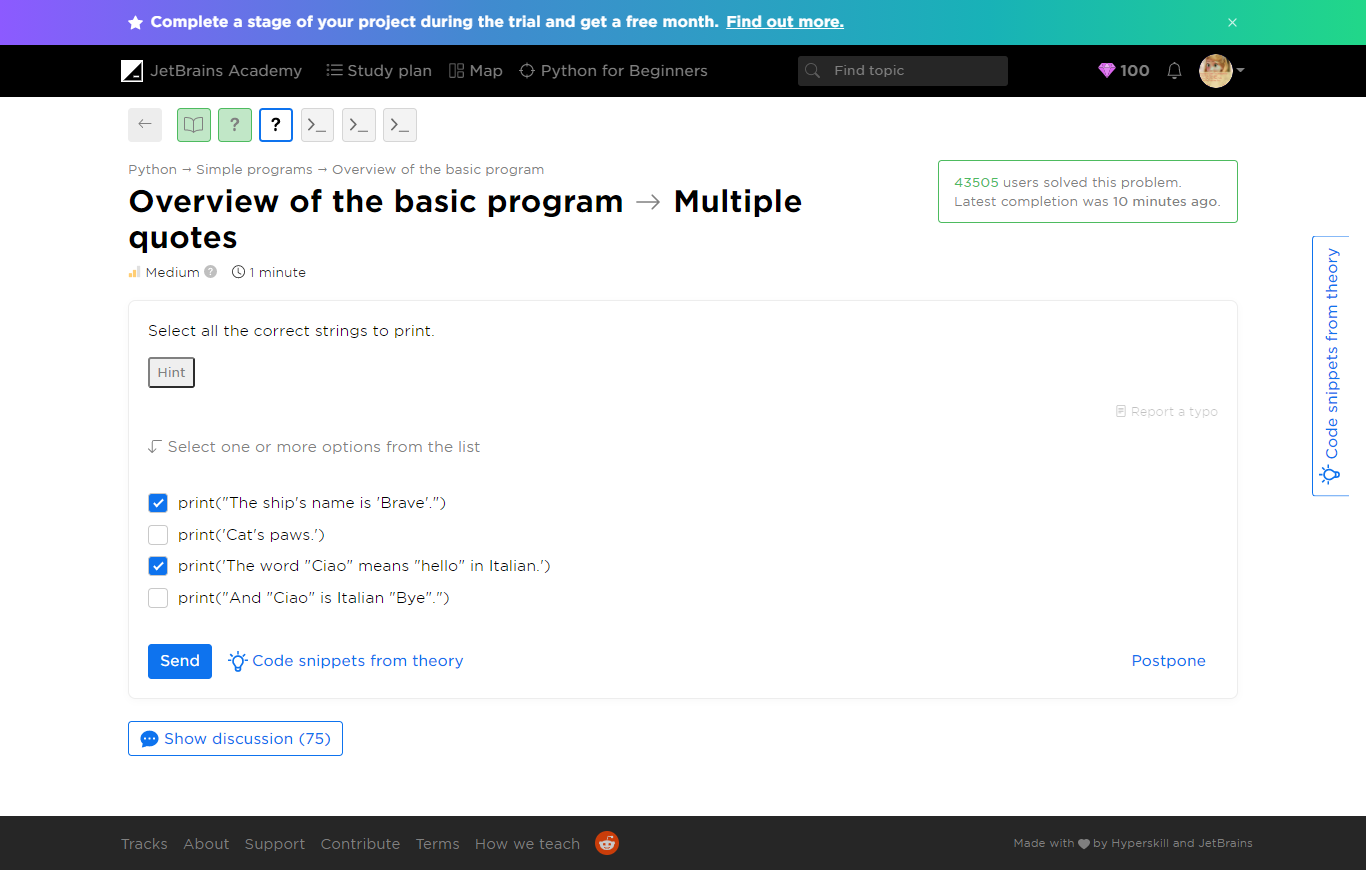 Complete a stage of your project during the trial and get a free month. Find out more.
JetBrains Academy
Study plan
Map
Python for Beginners
Find topic
100
Python → Simple programs → Overview of the basic program
Overview of the basic program → Multiple
quotes
Medium
1 minute
43505 users solved this problem.
Latest completion was 10 minutes ago.
Code snippets from theory
Select all the correct strings to print.
Hint
Report a typo
Select one or more options from the list
print("The ship's name is 'Brave'.")
print('Cat's paws.')
print('The word "Ciao" means "hello" in Italian.')
print("And "Ciao" is Italian "Bye".")
Send
Code snippets from theory
Postpone
Show discussion (75)
Tracks
About
Support
Contribute
Terms
How we teach
Made with ♥ by Hyperskill and JetBrains